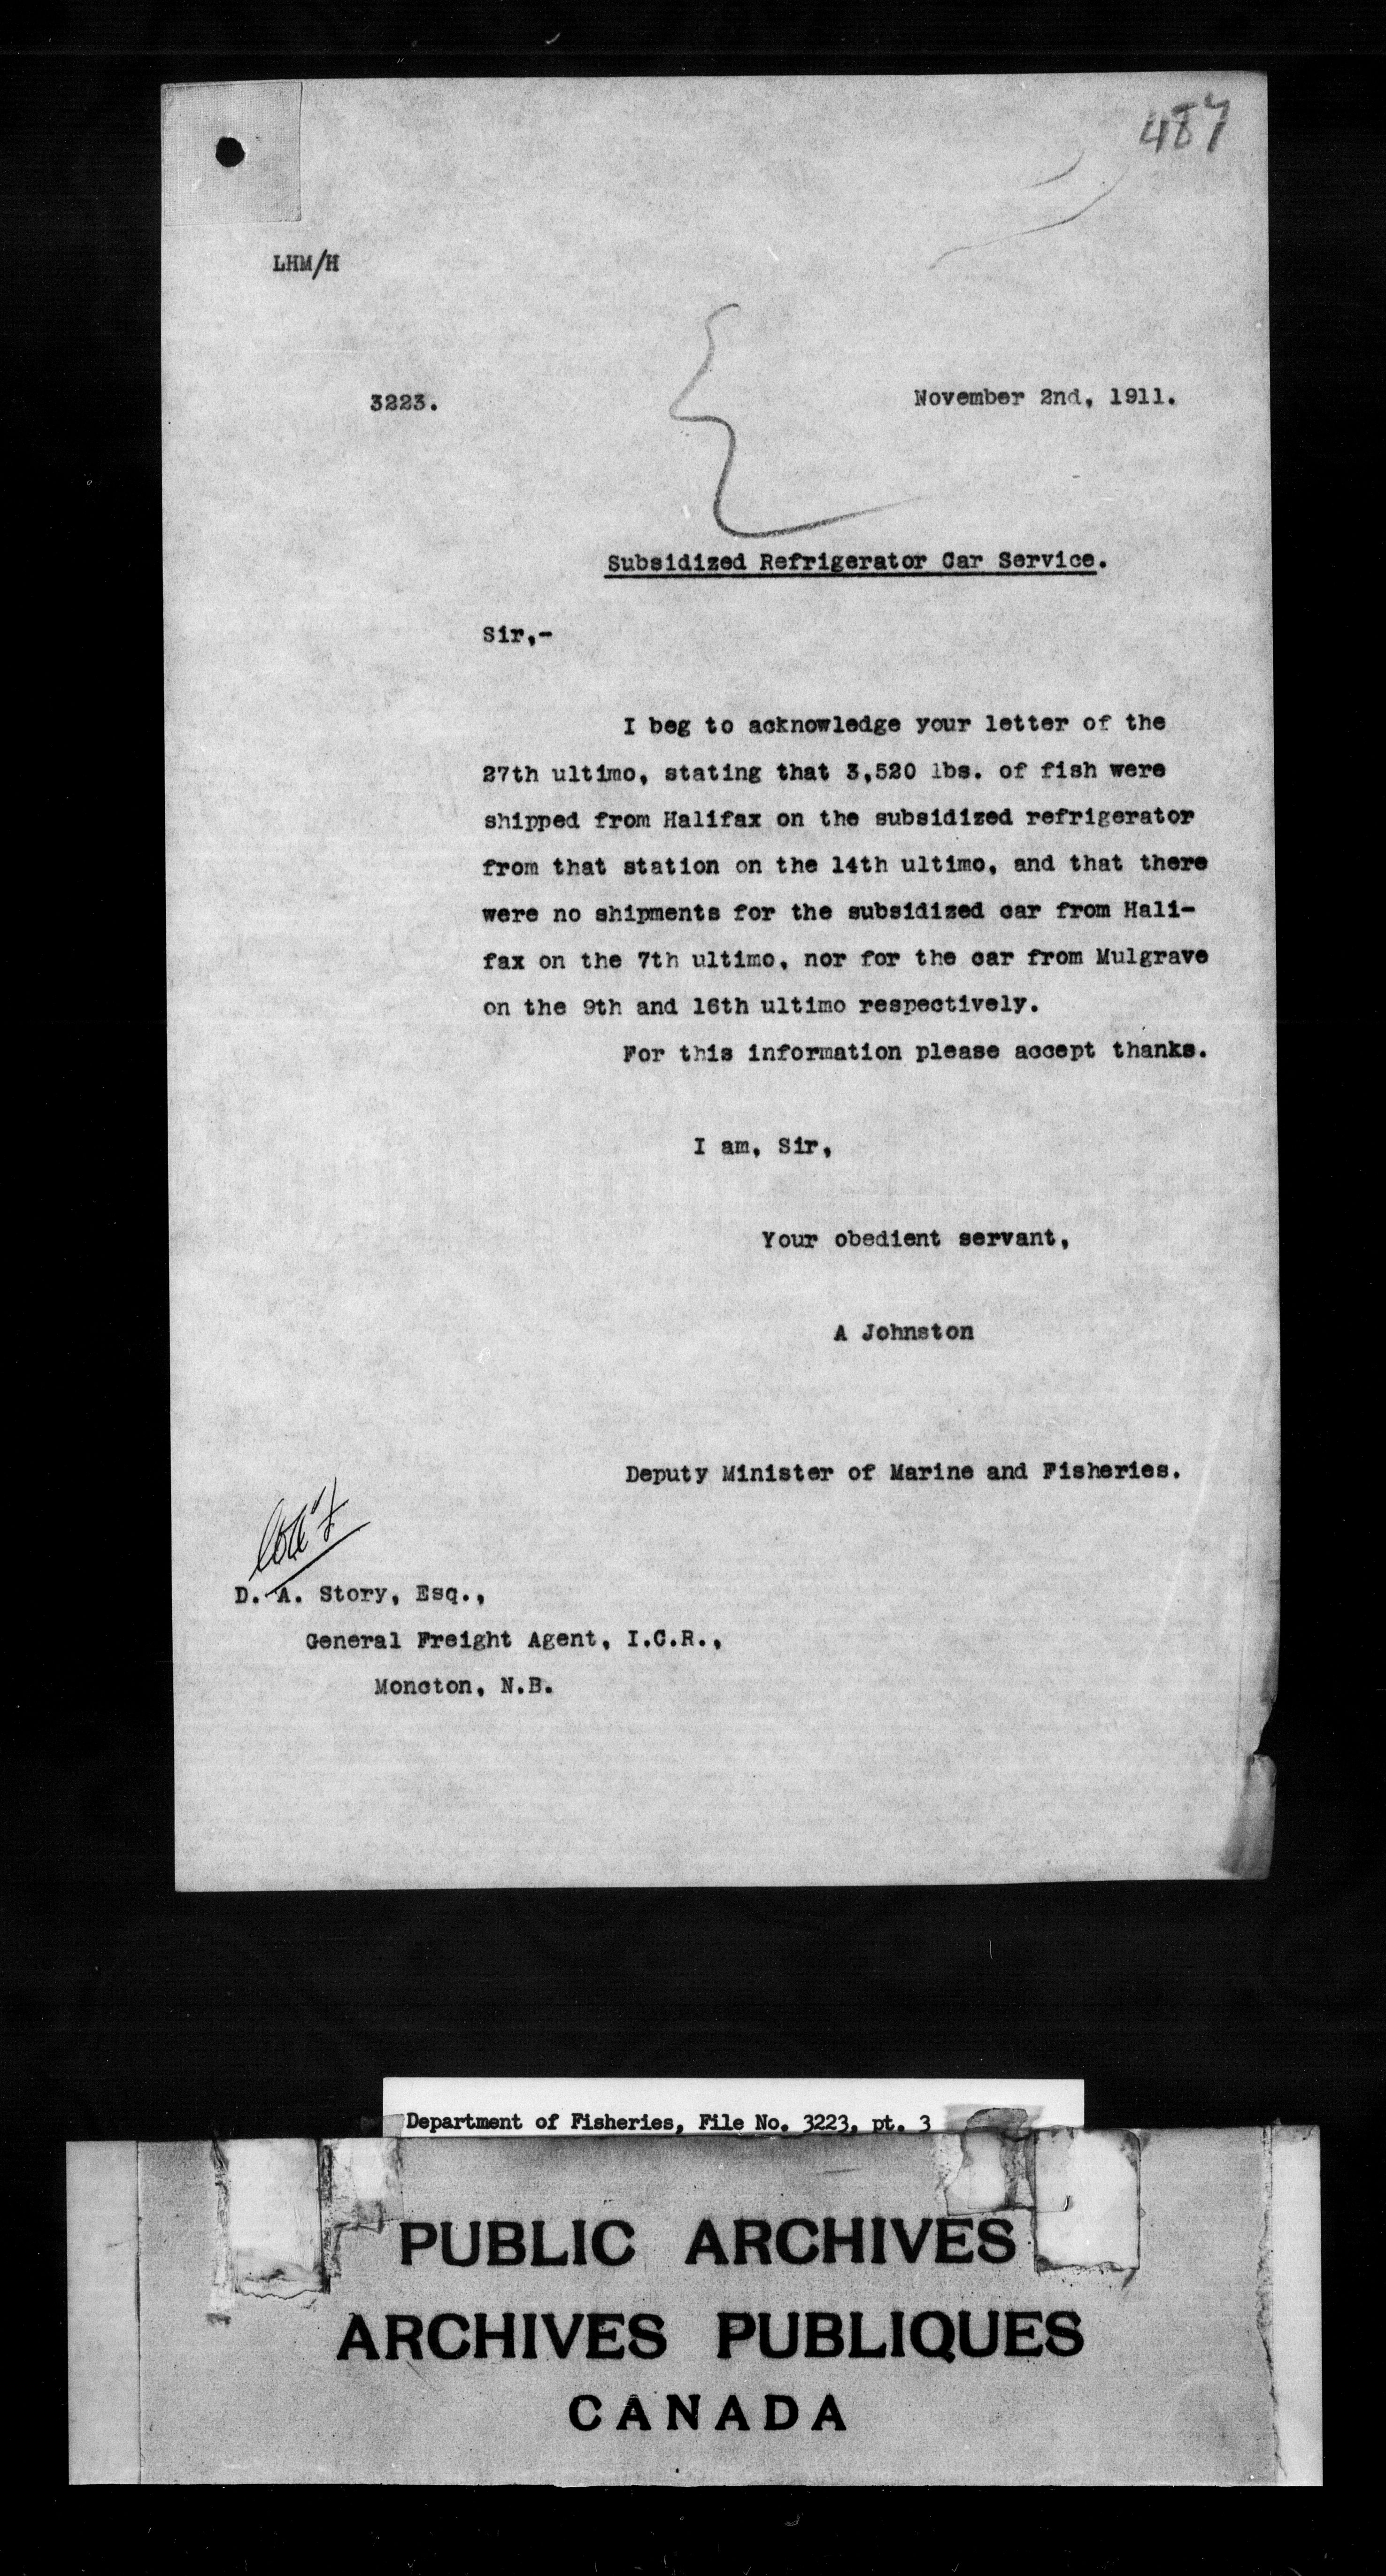 487
LHM/H
3223.
November 2nd, 1911.
Subsidized Refrigerator Car Service.
Sir,-
I beg to acknowledge your letter of the
27th ultimo, stating that 3,520 lbs. of fish were
shipped from Halifax on the subsidized refrigerator
from that station on the 14th ultimo, and that there
were no shipments for the subsidized car from Hali-
fax on the 7th ultimo, nor for the car from Mulgrave
on the 9th and 16th ultimo respectively.
For this information please accept thanks.
I am, Sir,
Your obedient servant,
A Johnston
Deputy Minister of Marine and Fisheries.
D. A. Story, Esq.,
General Freight Agent, I.C.R.,
Moncton, N.B.
Department of Fisheries, File No. 3223, pt. 3
PUBLIC ARCHIVES
ARCHIVES PUBLIQUES
CANADA